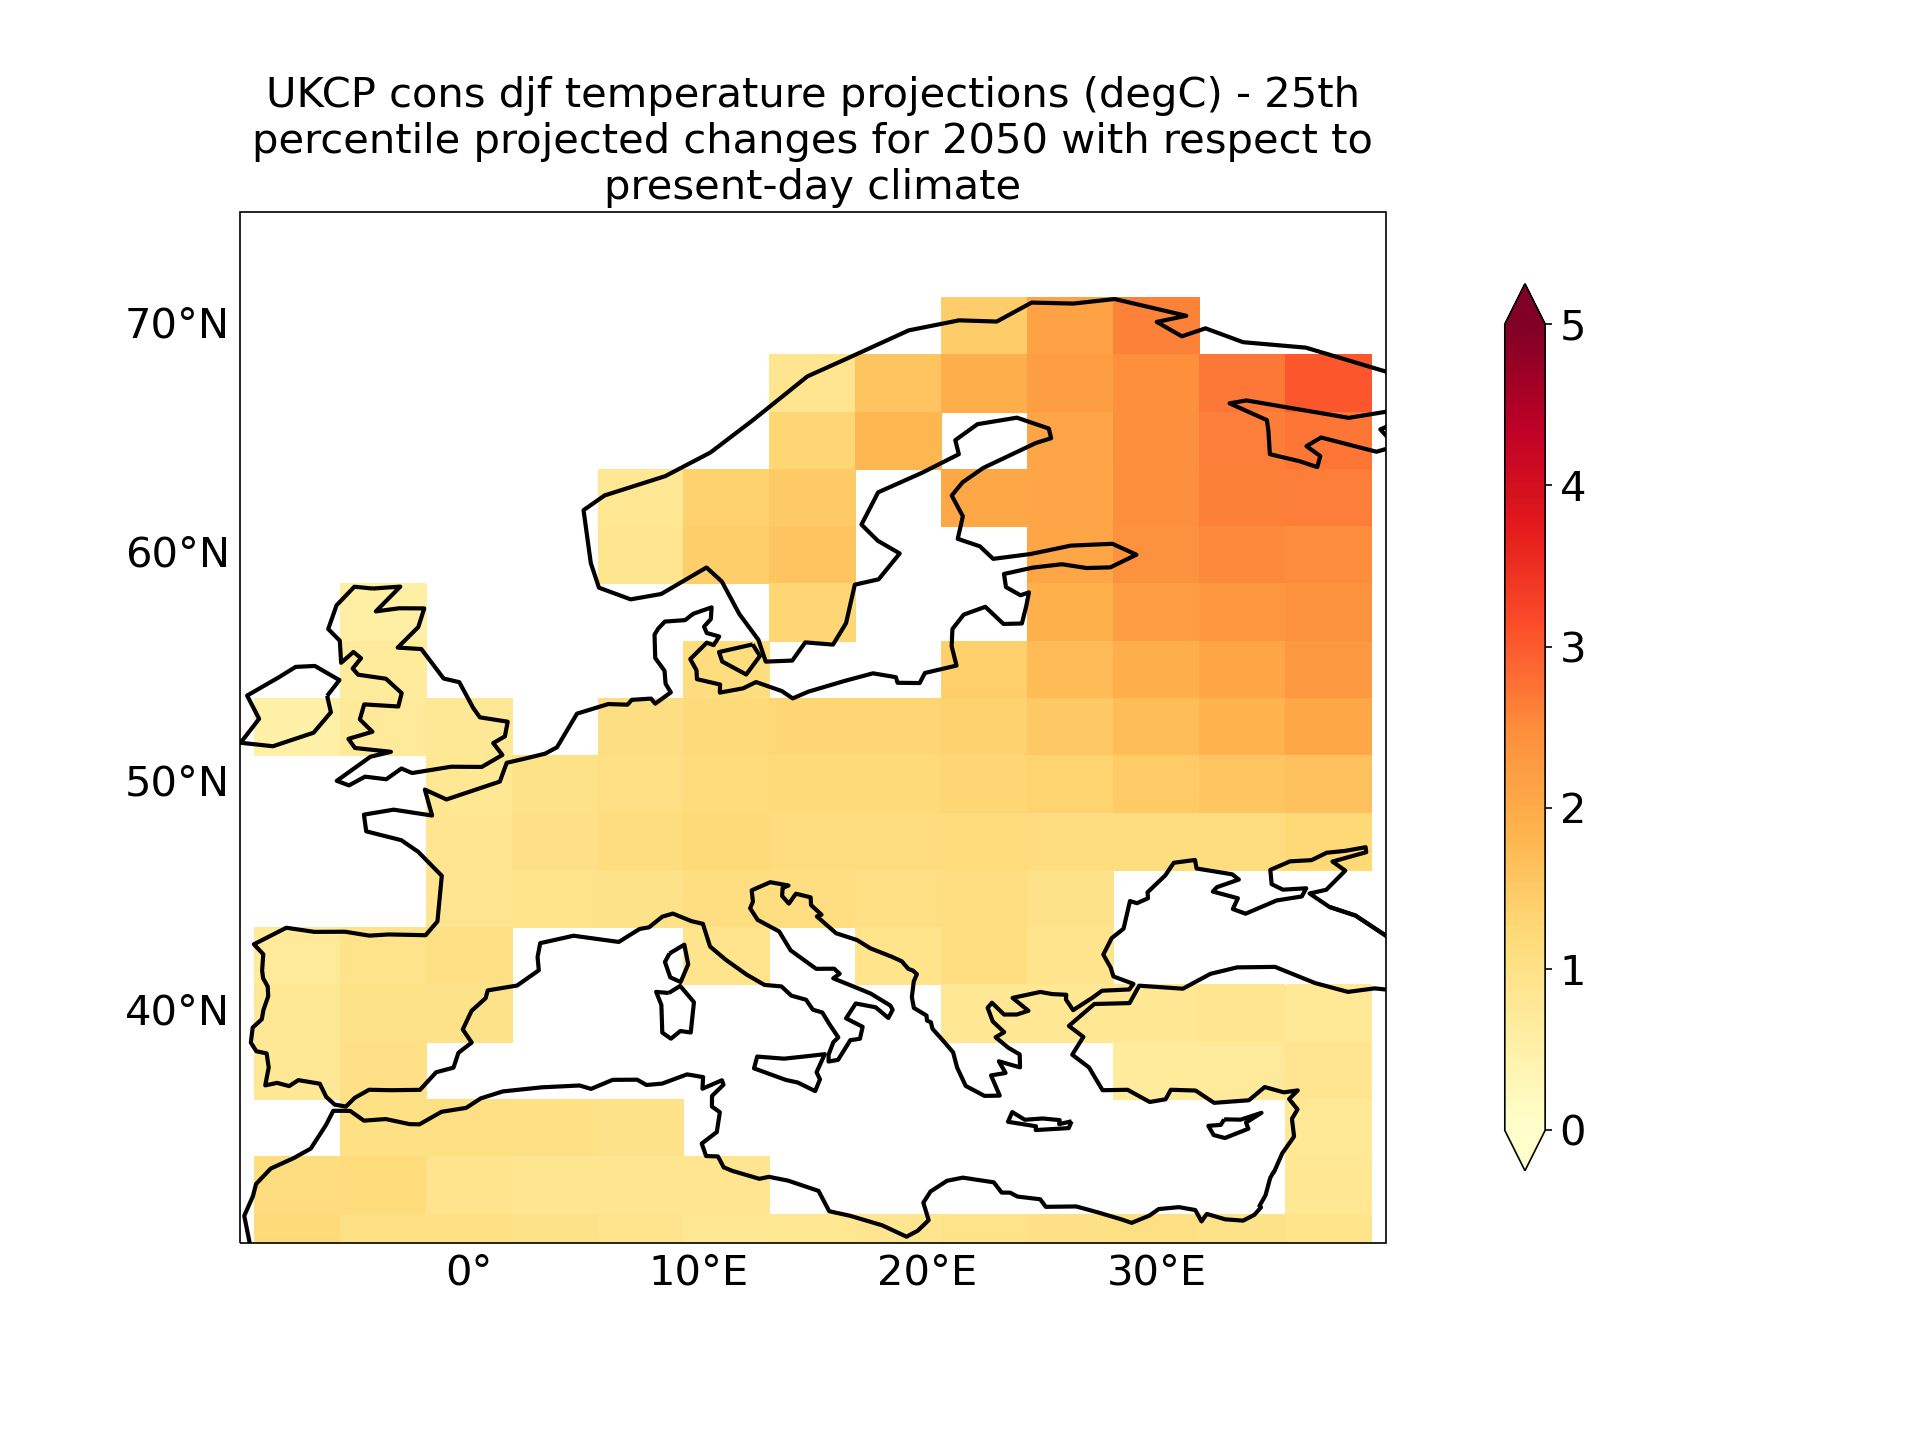 UKCP cons djf temperature projections (degC) - 25th
percentile projected changes for 2050 with respect to
present-day climate
70°N
60°N
50°N
40°N
0°
10°E
20°E
30°E
5
4
3
2
1
0